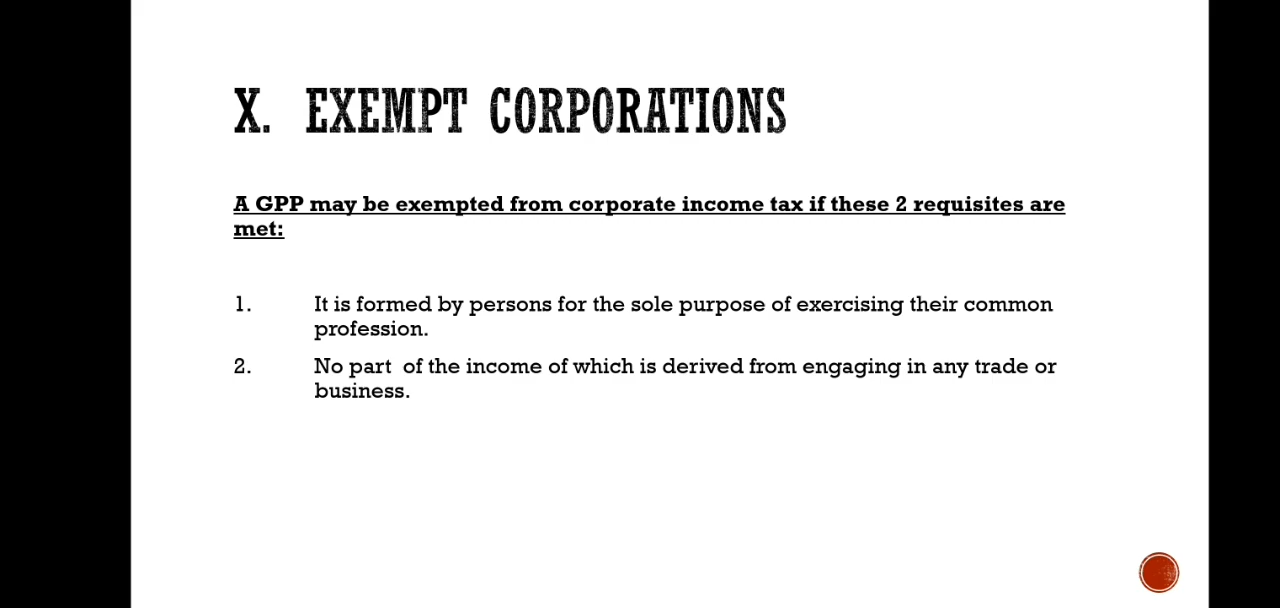 X. EXEMPT CORPORATIONS
A GPP may be exempted from corporate income tax if these 2 requisites are
met:
1. It is formed by persons for the sole purpose of exercising their common
profession.
2. No part of the income of which is derived from engaging in any trade or
business.